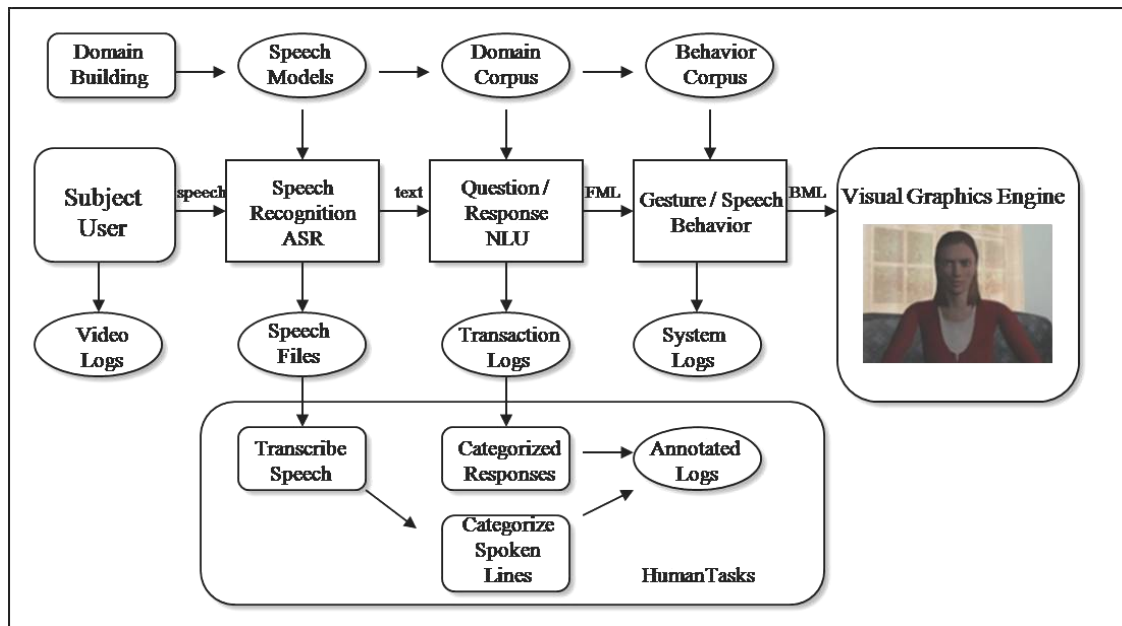 Domain
Building
Speech
Models
Domain
Corpus
Behavior
Corpus
Subject
User
speech
Speech
Recognition
ASR
text
Question /
Response
NLU
FML
Gesture / Speech
Behavior
BML
Visual Graphics Engine
Video
Logs
Speech
Files
Transaction
Logs
System
Logs
Transcribe
Speech
Categorized
Responses
Annotated
Logs
Categorize
Spoken
Lines
HumanTasks